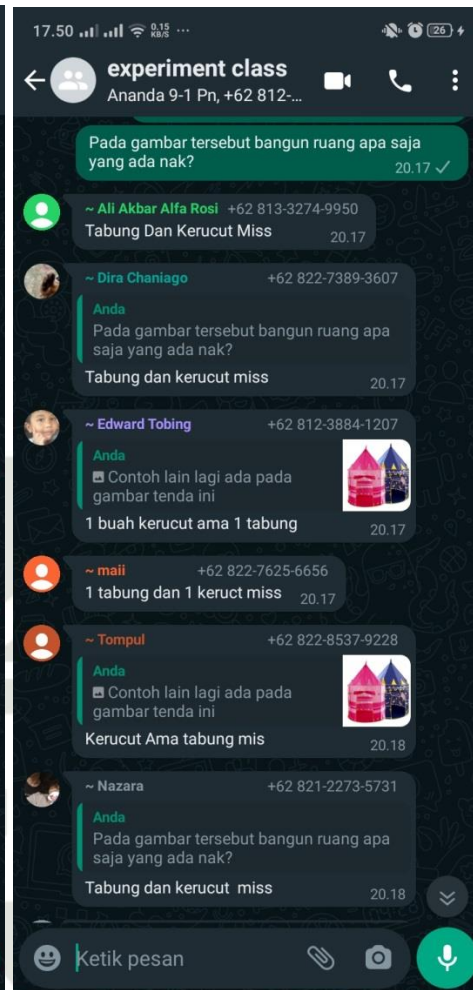 17.50 0.15 KB/S ... 26
experiment class
Ananda 9-1 Pn, +62 812-...
Pada gambar tersebut bangun ruang apa saja
yang ada nak?
20.17
~ Ali Akbar Alfa Rosi +62 813-3274-9950
Tabung Dan Kerucut Miss
20.17
~ Dira Chaniago +62 822-7389-3607
Anda
Pada gambar tersebut bangun ruang apa
saja yang ada nak?
Tabung dan kerucut miss
20.17
~ Edward Tobing +62 812-3884-1207
Anda
Contoh lain lagi ada pada
gambar tenda ini
1 buah kerucut ama 1 tabung
20.17
~ maii +62 822-7625-6656
1 tabung dan 1 keruct miss
20.17
~ Tompul +62 822-8537-9228
Anda
Contoh lain lagi ada pada
gambar tenda ini
Kerucut Ama tabung mis
20.18
~ Nazara +62 821-2273-5731
Anda
Pada gambar tersebut bangun ruang apa
saja yang ada nak?
Tabung dan kerucut miss
20.18
Ketik pesan